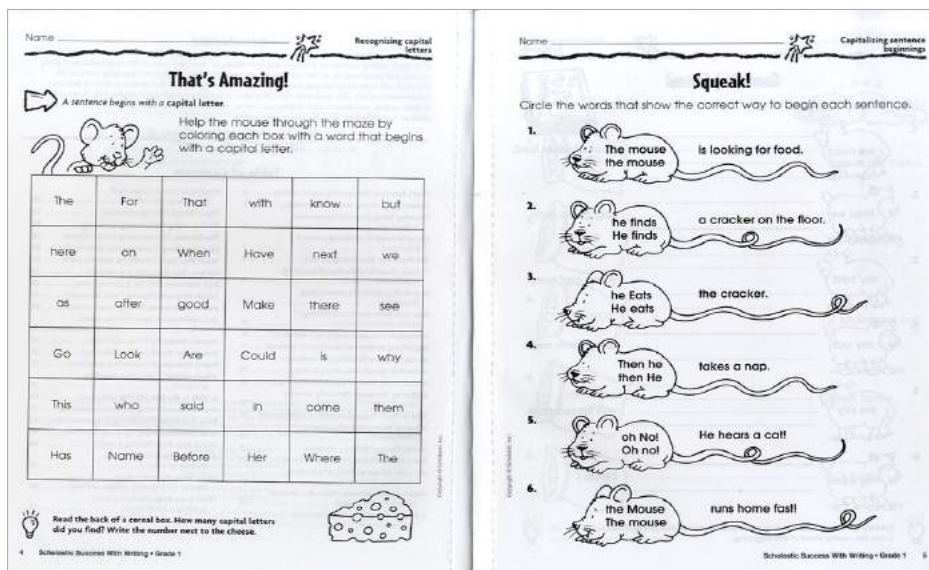 Name
Recognizing capital
letters
That's Amazing!
A sentence begins with a capital letter.
Help the mouse through the maze by
coloring each box with a word that begins
with a capital letter.
The For That with know but
here on When Have next we
as after good Make there see
Go Look Are Could is why
This who said in come them
Has Name Before Her Where The
Read the back of a cereal box. How many capital letters
did you find? Write the number next to the cheese.
4 Scholastic Success With Writing • Grade 1
Name
Capitalizing sentence
beginnings
Squeak!
Circle the words that show the correct way to begin each sentence.
1.
The mouse
the mouse
is looking for food.
2.
he finds
He finds
a cracker on the floor.
3.
he Eats
He eats
the cracker.
4.
Then he
then He
takes a nap.
5.
oh No!
Oh no!
He hears a cat!
6.
the Mouse
The mouse
runs home fast!
Scholastic Success With Writing • Grade 1 5